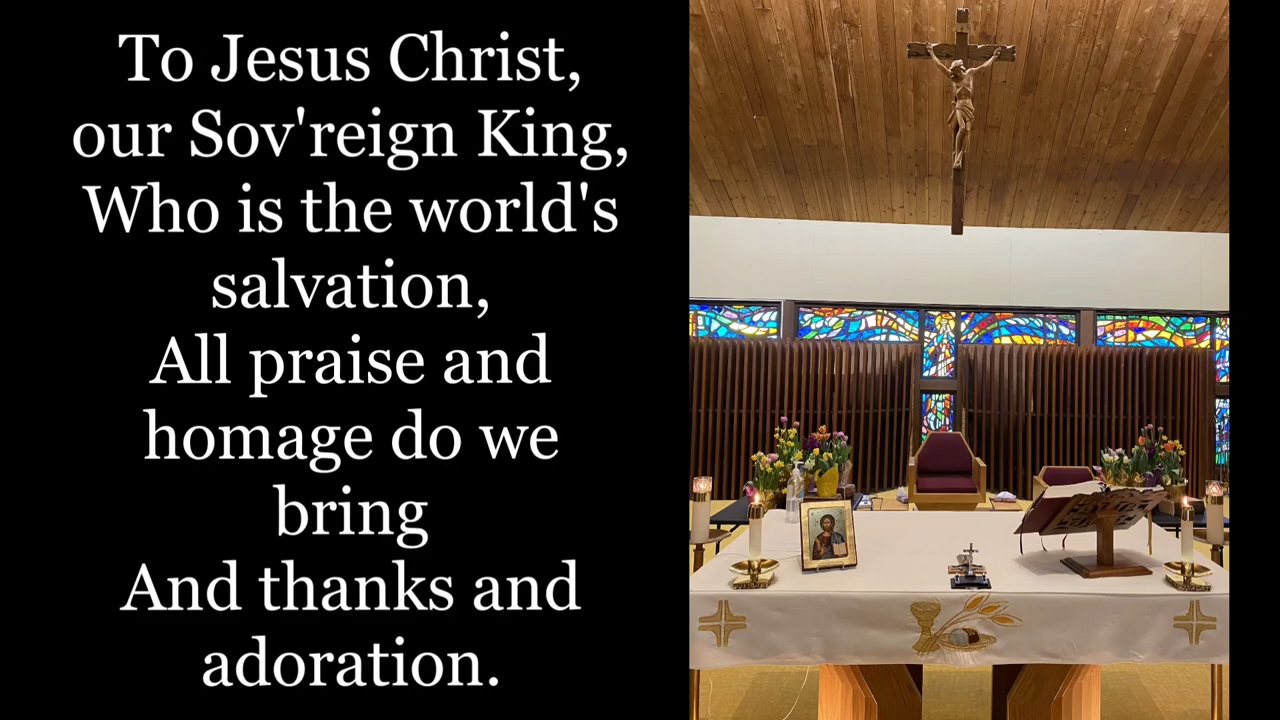 To Jesus Christ,
our Sov'reign King,
Who is the world's
salvation,
All praise and
homage do we
bring
And thanks and
adoration.